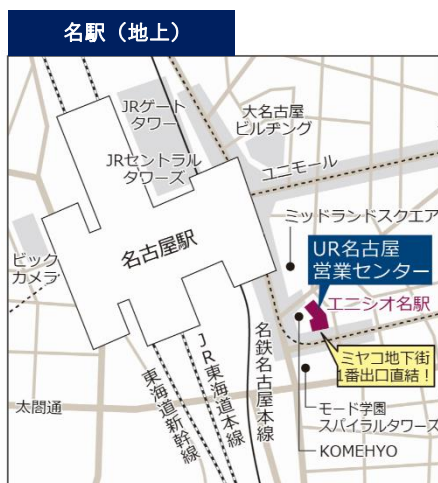 名駅（地上）
JRゲート
タワー
大名古屋
ビルヂング
JRセントラル
タワーズ
ユニモール
ミッドランドスクエア
名古屋駅
UR名古屋
営業センター
ビック
カメラ
エニシオ名駅
ミヤコ地下街
1番出口直結！
名鉄名古屋本線
JR東海道本線
東海道新幹線
太閤通
モード学園
スパイラルタワーズ
KOMEHYO